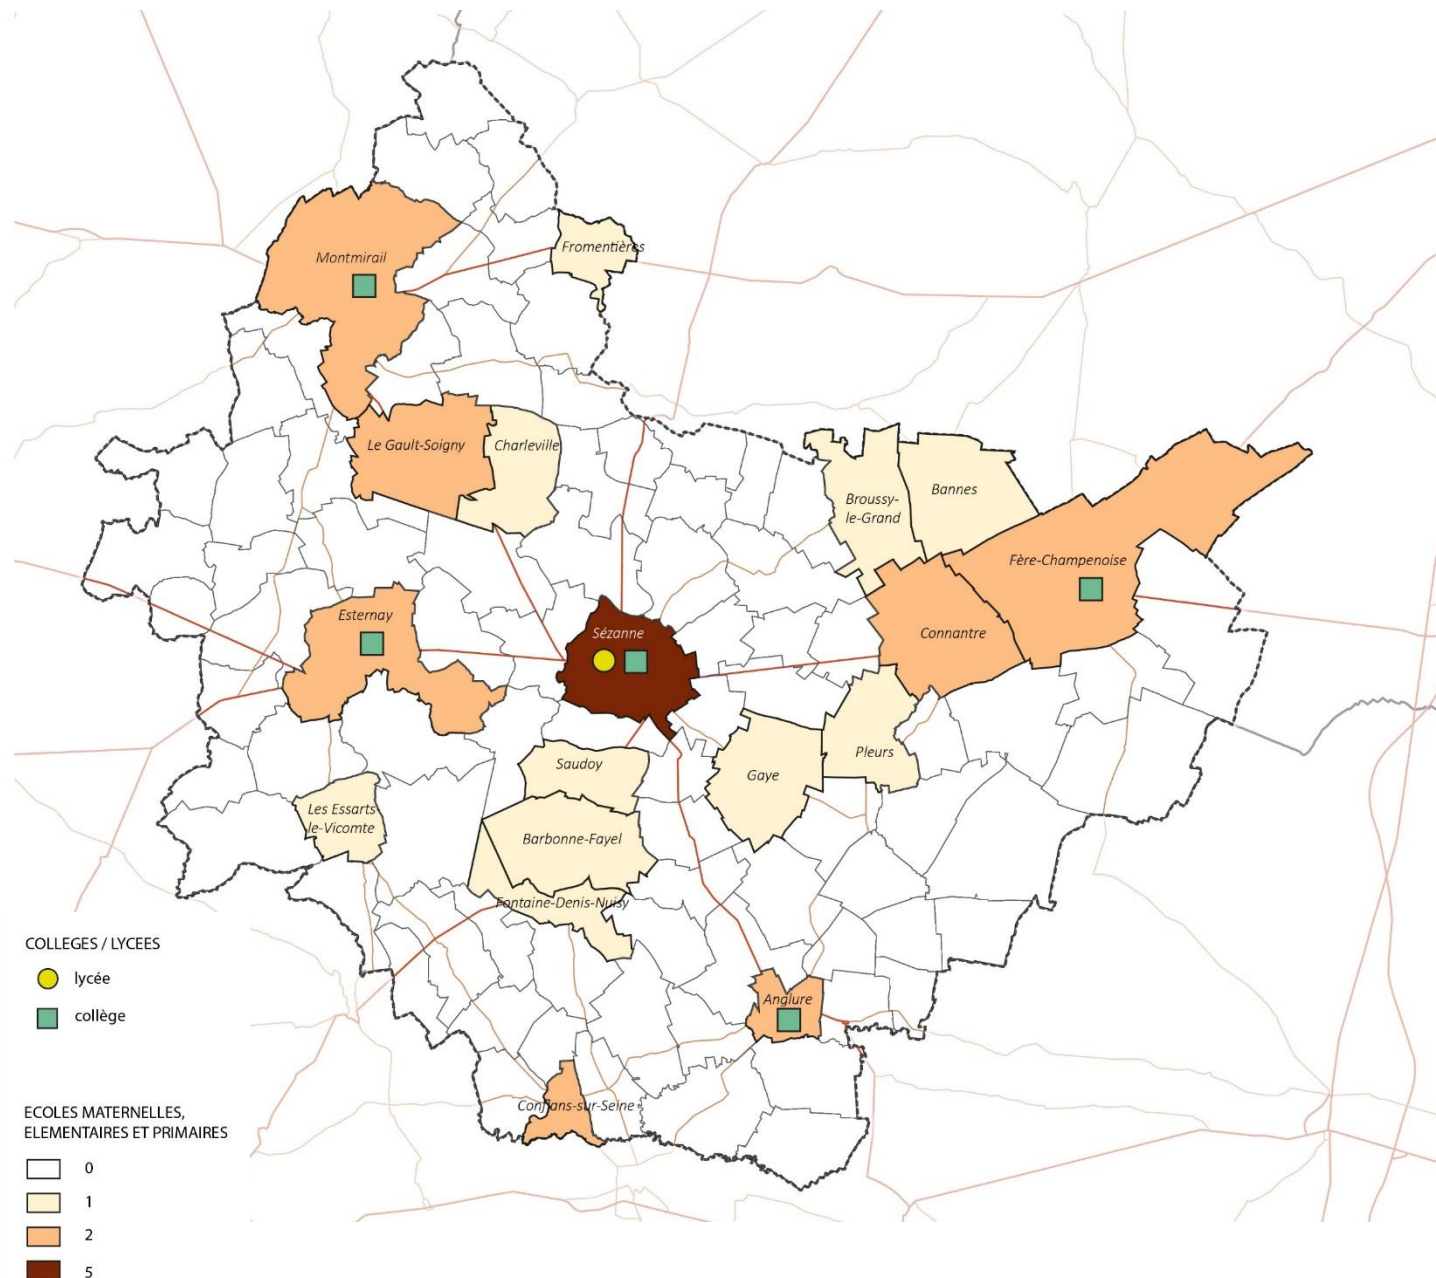 Fromentières
Montmirail
Le Gault-Soigny
Charleville
Bannes
Broussy-
le-Grand
Fère-Champenoise
Esternay
Sézanne
Connantre
Pleurs
Saudoy
Gaye
Les Essarts
le-Vicomte
Barbonne-Fayel
Fontaine-Denis-Nuisy
Anglure
Conflans-sur-Seine
COLLEGES / LYCEES
lycée
collège
ECOLES MATERNELLES,
ELEMENTAIRES ET PRIMAIRES
0
1
2
5